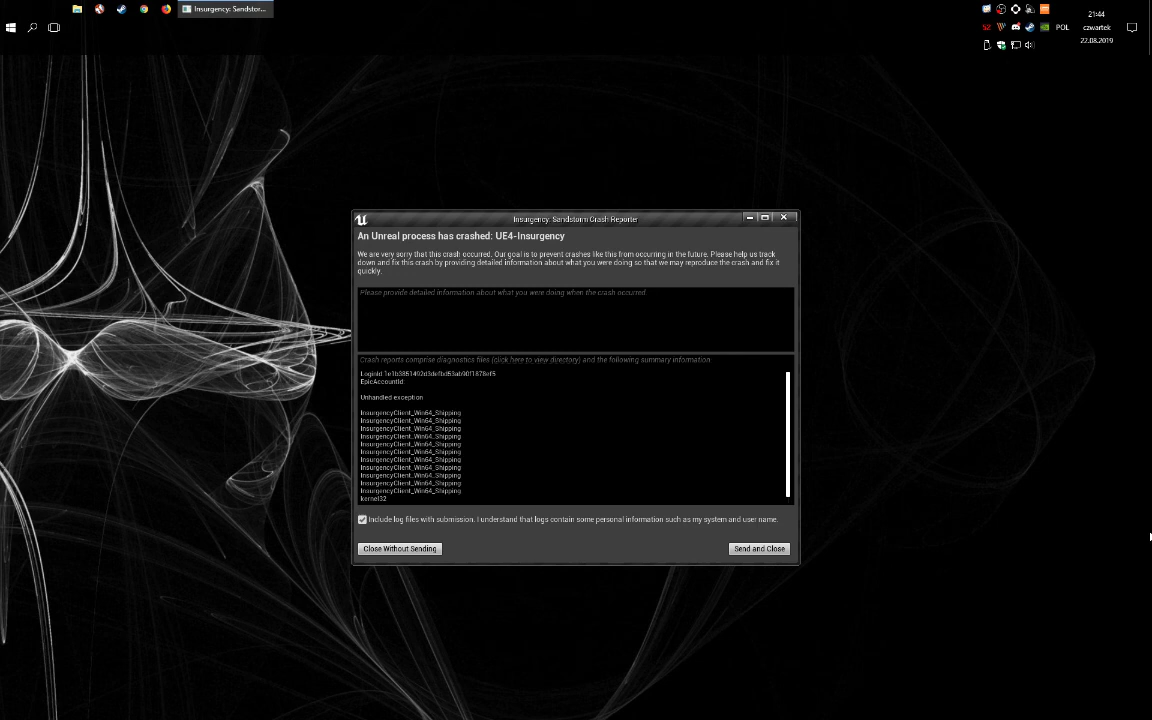 Insurgency: Sandstor...
21:44
POL
czwartek
22.08.2019
Insurgency: Sandstorm Crash Reporter
An Unreal process has crashed: UE4-Insurgency
We are very sorry that this crash occurred. Our goal is to prevent crashes like this from occurring in the future. Please help us track
down and fix this crash by providing detailed information about what you were doing so that we may reproduce the crash and fix it
quickly.
Please provide detailed information about what you were doing when the crash occurred.
Crash reports comprise diagnostics files (click here to view directory) and the following summary information:
EpicAccountId:
Unhandled exception
InsurgencyClient_Win64_Shipping
InsurgencyClient_Win64_Shipping
InsurgencyClient_Win64_Shipping
InsurgencyClient_Win64_Shipping
InsurgencyClient_Win64_Shipping
InsurgencyClient_Win64_Shipping
InsurgencyClient_Win64_Shipping
InsurgencyClient_Win64_Shipping
InsurgencyClient_Win64_Shipping
InsurgencyClient_Win64_Shipping
InsurgencyClient_Win64_Shipping
kernel32
Include log files with submission. I understand that logs contain some personal information such as my system and user name.
Close Without Sending
Send and Close